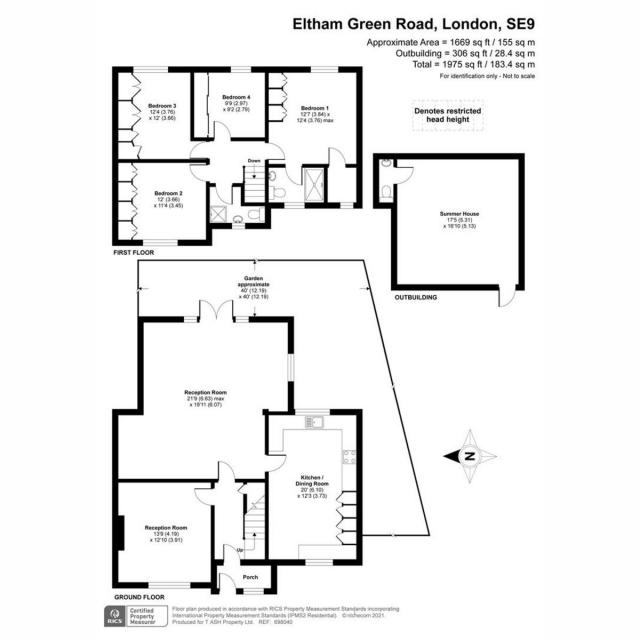 Eltham Green Road, London, SE9
Approximate Area = 1669 sq ft / 155 sq m
Outbuilding = 306 sq ft / 28.4 sq m
Total = 1975 sq ft / 183.4 sq m
For identification only - Not to scale
Denotes restricted
head height
Bedroom 3
12'4 (3.76)
x 12' (3.66)
Bedroom 4
9'9 (2.97)
x 9'2 (2.79)
Bedroom 1
12'7 (3.84) x
12'4 (3.76) max
Down
Bedroom 2
12' (3.66)
x 11'4 (3.45)
FIRST FLOOR
Summer House
17'5 (5.31)
x 16'10 (5.13)
OUTBUILDING
Garden
approximate
40' (12.19)
x 40' (12.19)
Reception Room
21'9 (6.63) max
x 19'11 (6.07)
Kitchen /
Dining Room
20' (6.10)
x 12'3 (3.73)
N
Reception Room
13'9 (4.19)
x 12'10 (3.91)
Up
Porch
GROUND FLOOR
RICS
Certified
Property
Measurer
Floor plan produced in accordance with RICS Property Measurement Standards incorporating
International Property Measurement Standards (IPMS2 Residential). © nichecom 2021.
Produced for T ASH Property Ltd. REF: 698040